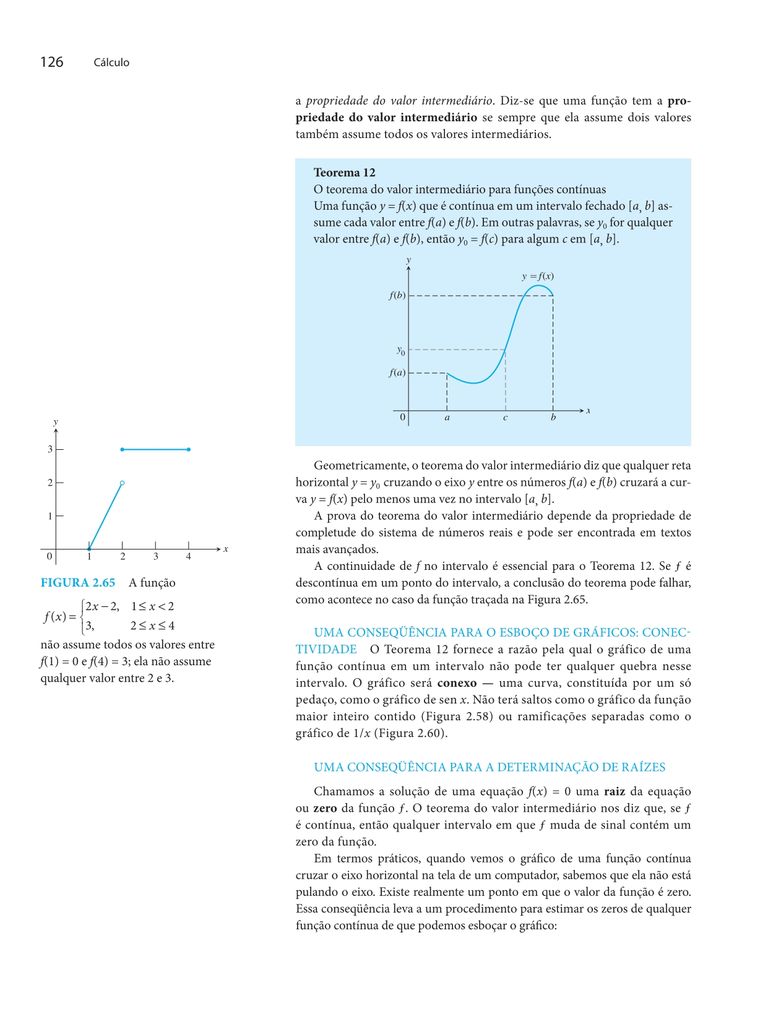 126 Cálculo
a propriedade do valor intermediário. Diz-se que uma função tem a pro-
priedade do valor intermediário se sempre que ela assume dois valores
também assume todos os valores intermediários.
Teorema 12
O teorema do valor intermediário para funções contínuas
Uma função y = f(x) que é contínua em um intervalo fechado [a, b] as-
sume cada valor entre f(a) e f(b). Em outras palavras, se y₀ for qualquer
valor entre f(a) e f(b), então y₀ = f(c) para algum c em [a, b].
y
y = f(x)
f(b)
y₀
f(a)
0 a c b x
y
3
2
1
0 1 2 3 4 x
FIGURA 2.65 A função
f(x) = { 2x − 2, 1 ≤ x < 2
3, 2 ≤ x ≤ 4
não assume todos os valores entre
f(1) = 0 e f(4) = 3; ela não assume
qualquer valor entre 2 e 3.
Geometricamente, o teorema do valor intermediário diz que qualquer reta
horizontal y = y₀ cruzando o eixo y entre os números f(a) e f(b) cruzará a cur-
va y = f(x) pelo menos uma vez no intervalo [a, b].
A prova do teorema do valor intermediário depende da propriedade de
completude do sistema de números reais e pode ser encontrada em textos
mais avançados.
A continuidade de f no intervalo é essencial para o Teorema 12. Se f é
descontínua em um ponto do intervalo, a conclusão do teorema pode falhar,
como acontece no caso da função traçada na Figura 2.65.
UMA CONSEQÜÊNCIA PARA O ESBOÇO DE GRÁFICOS: CONEC-
TIVIDADE O Teorema 12 fornece a razão pela qual o gráfico de uma
função contínua em um intervalo não pode ter qualquer quebra nesse
intervalo. O gráfico será conexo — uma curva, constituída por um só
pedaço, como o gráfico de sen x. Não terá saltos como o gráfico da função
maior inteiro contido (Figura 2.58) ou ramificações separadas como o
gráfico de 1/x (Figura 2.60).
UMA CONSEQÜÊNCIA PARA A DETERMINAÇÃO DE RAÍZES
Chamamos a solução de uma equação f(x) = 0 uma raiz da equação
ou zero da função f. O teorema do valor intermediário nos diz que, se f
é contínua, então qualquer intervalo em que f muda de sinal contém um
zero da função.
Em termos práticos, quando vemos o gráfico de uma função contínua
cruzar o eixo horizontal na tela de um computador, sabemos que ela não está
pulando o eixo. Existe realmente um ponto em que o valor da função é zero.
Essa conseqüência leva a um procedimento para estimar os zeros de qualquer
função contínua de que podemos esboçar o gráfico: